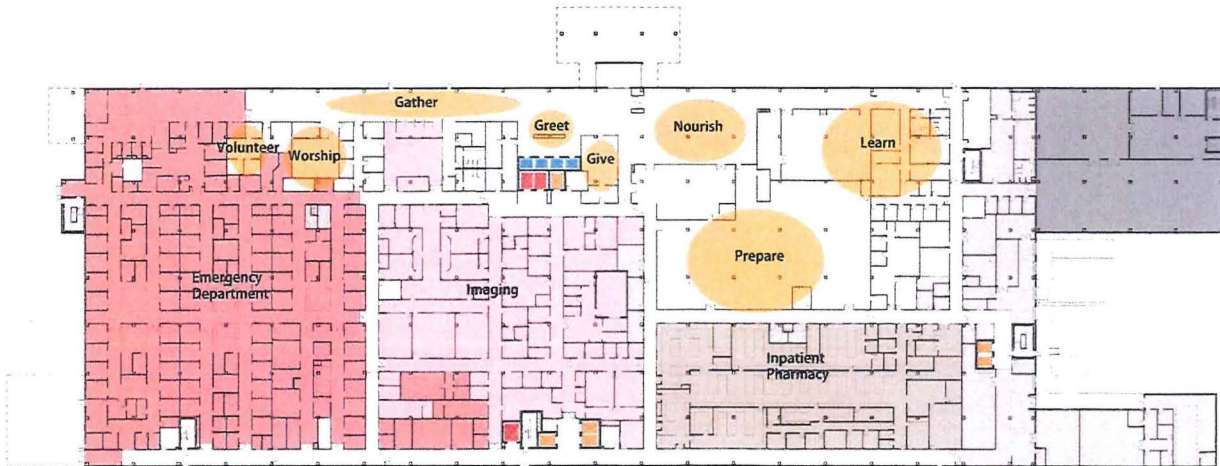 Gather
Greet
Nourish
Learn
Volunteer
Worship
Give
Prepare
Emergency
Department
Imaging
Inpatient
Pharmacy